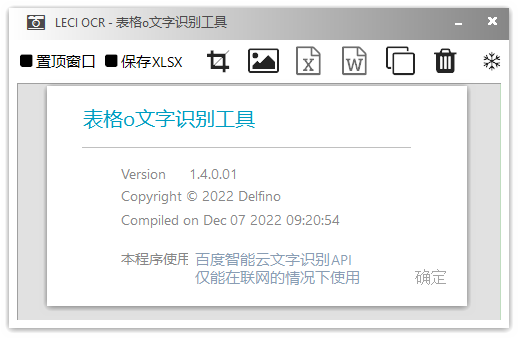 LECI OCR - 表格o文字识别工具
置顶窗口 保存XLSX
表格o文字识别工具
Version 1.4.0.01
Copyright © 2022 Delfino
Compiled on Dec 07 2022 09:20:54
本程序使用 百度智能云文字识别API
仅能在联网的情况下使用
确定